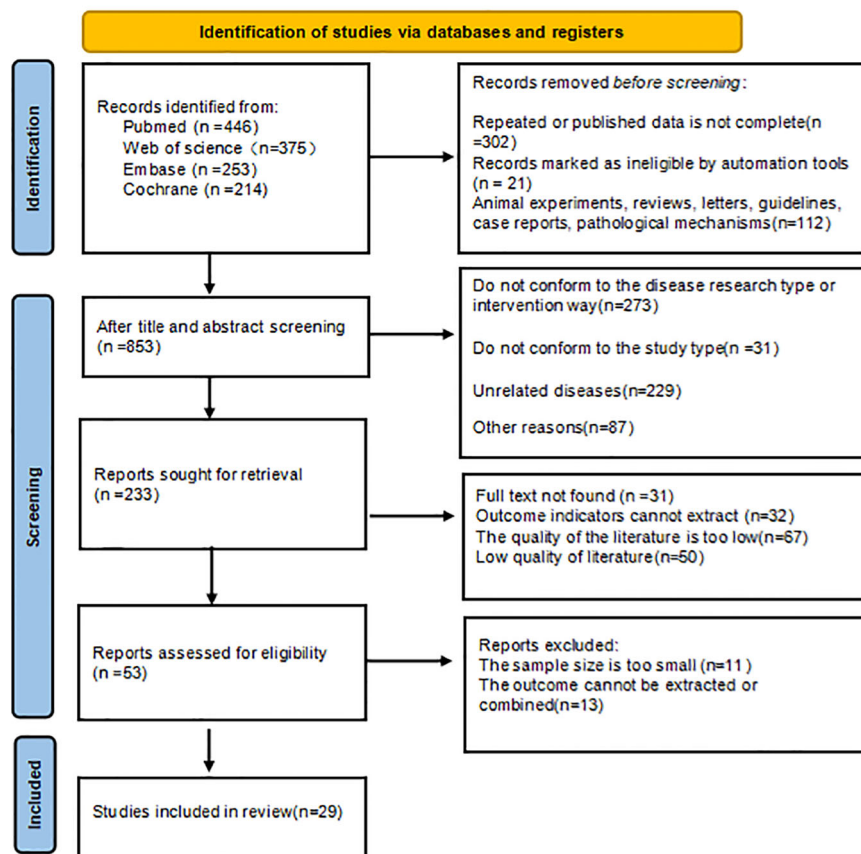 Identification of studies via databases and registers
Identification
Records identified from:
Pubmed (n =446)
Web of science（n=375）
Embase (n =253)
Cochrane (n =214)
Records removed before screening:
Repeated or published data is not complete(n
=302)
Records marked as ineligible by automation tools
(n = 21)
Animal experiments, reviews, letters, guidelines,
case reports, pathological mechanisms(n=112)
Screening
After title and abstract screening
(n =853)
Do not conform to the disease research type or
intervention way(n=273)
Do not conform to the study type(n =31)
Unrelated diseases(n=229)
Other reasons(n=87)
Reports sought for retrieval
(n =233)
Full text not found (n =31)
Outcome indicators cannot extract (n=32)
The quality of the literature is too low(n=67)
Low quality of literature(n=50)
Reports assessed for eligibility
(n =53)
Reports excluded:
The sample size is too small (n=11 )
The outcome cannot be extracted or
combined(n=13)
Included
Studies included in review(n=29)